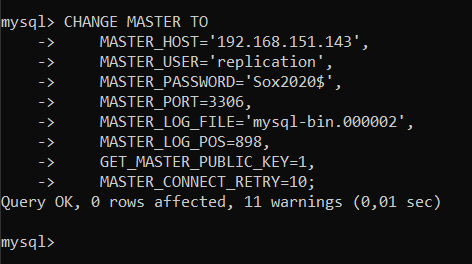 mysql> CHANGE MASTER TO
    ->     MASTER_HOST='192.168.151.143',
    ->     MASTER_USER='replication',
    ->     MASTER_PASSWORD='Sox2020$',
    ->     MASTER_PORT=3306,
    ->     MASTER_LOG_FILE='mysql-bin.000002',
    ->     MASTER_LOG_POS=898,
    ->     GET_MASTER_PUBLIC_KEY=1,
    ->     MASTER_CONNECT_RETRY=10;
Query OK, 0 rows affected, 11 warnings (0,01 sec)
mysql>